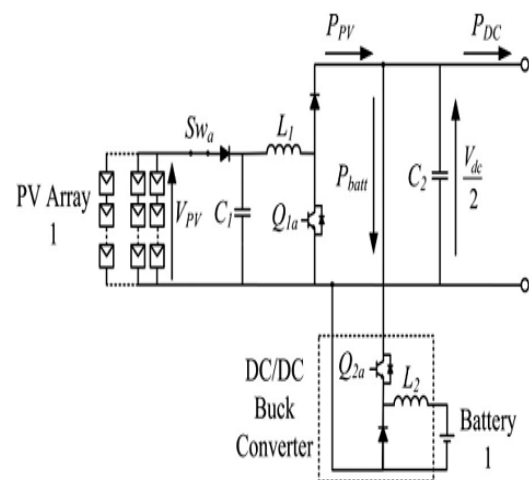 P_PV
P_DC
Sw_a
L_1
PV Array
1
V_PV
C_1
Q_1a
P_batt
C_2
V_dc
2
DC/DC
Buck
Converter
Q_2a
L_2
Battery
1